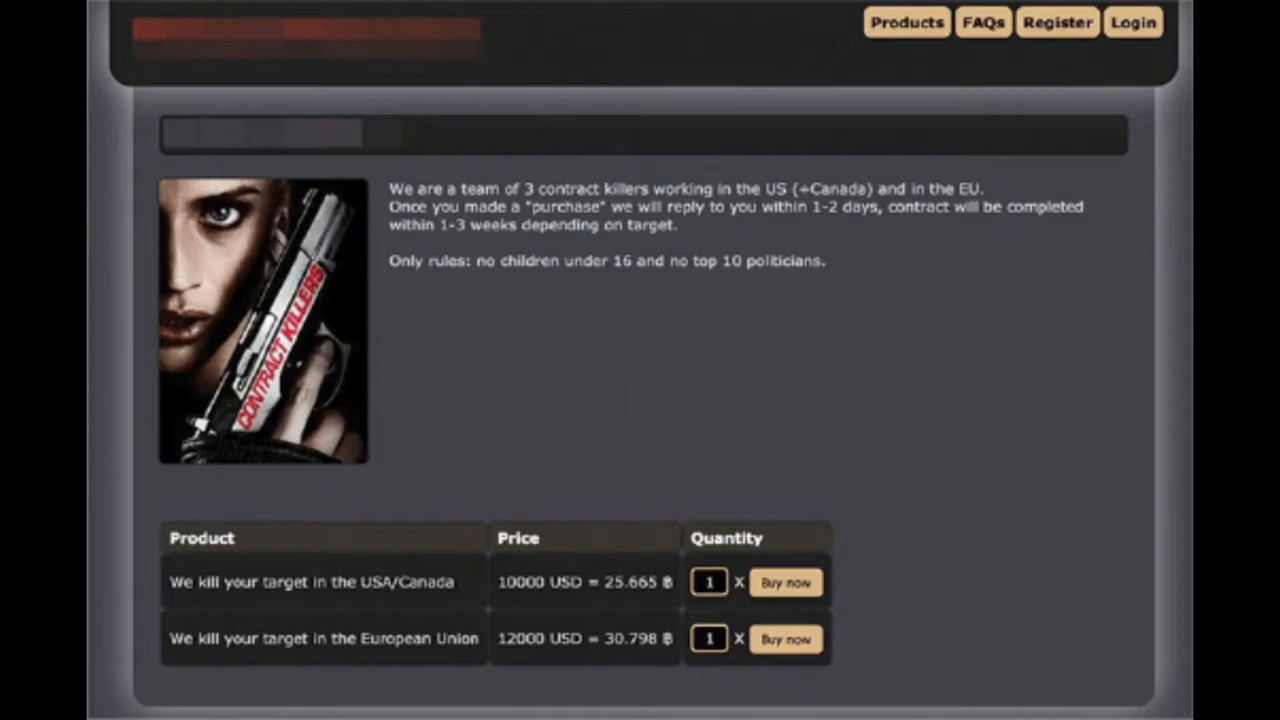 Products FAQs Register Login
We are a team of 3 contract killers working in the US (+Canada) and in the EU.
Once you made a "purchase" we will reply to you within 1-2 days, contract will be completed
within 1-3 weeks depending on target.
Only rules: no children under 16 and no top 10 politicians.
CONTRACT KILLERS
Product Price Quantity
We kill your target in the USA/Canada 10000 USD = 25.665 ฿ 1 X Buy now
We kill your target in the European Union 12000 USD = 30.798 ฿ 1 X Buy now